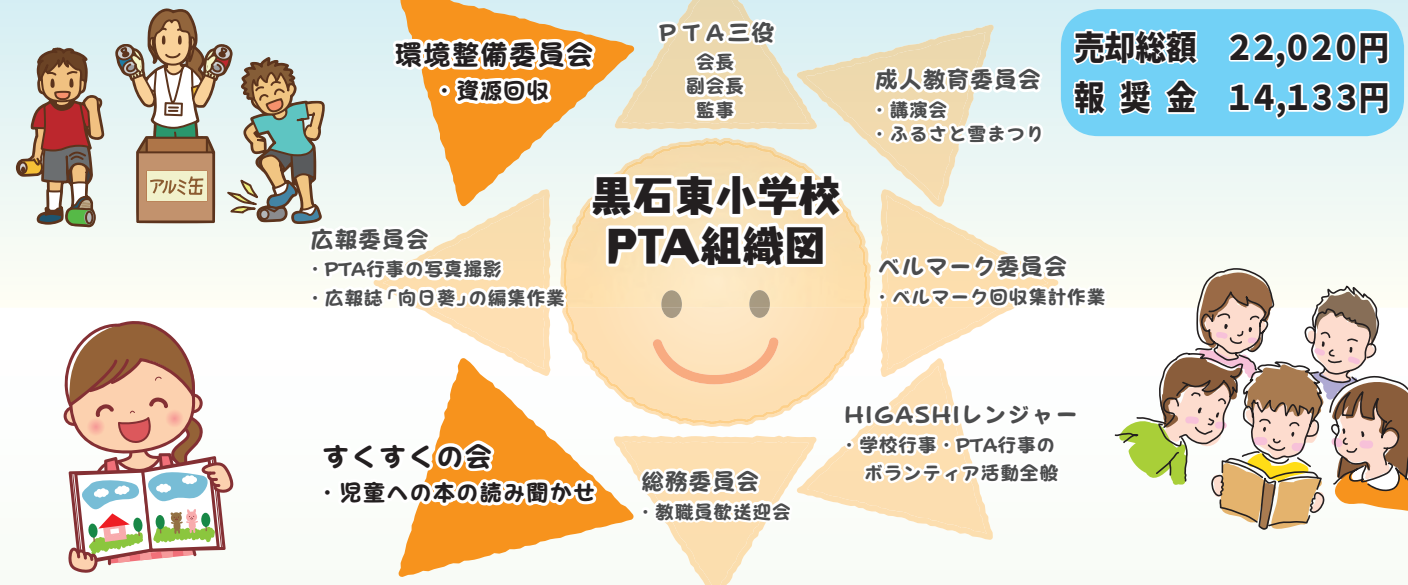 環境整備委員会
・資源回収
PTA三役
会長
副会長
監事
成人教育委員会
・講演会
・ふるさと雪まつり
売却総額 22,020円
報奨金 14,133円
アルミ缶
黒石東小学校
PTA組織図
広報委員会
・PTA行事の写真撮影
・広報誌「向日葵」の編集作業
ベルマーク委員会
・ベルマーク回収集計作業
すくすくの会
・児童への本の読み聞かせ
総務委員会
・教職員歓送迎会
HIGASHIレンジャー
・学校行事・PTA行事の
ボランティア活動全般